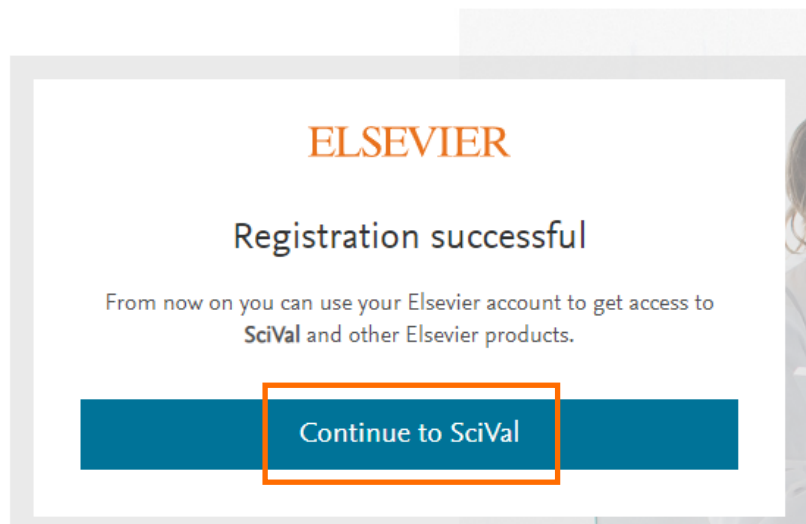 ELSEVIER
Registration successful
From now on you can use your Elsevier account to get access to
SciVal and other Elsevier products.
Continue to SciVal